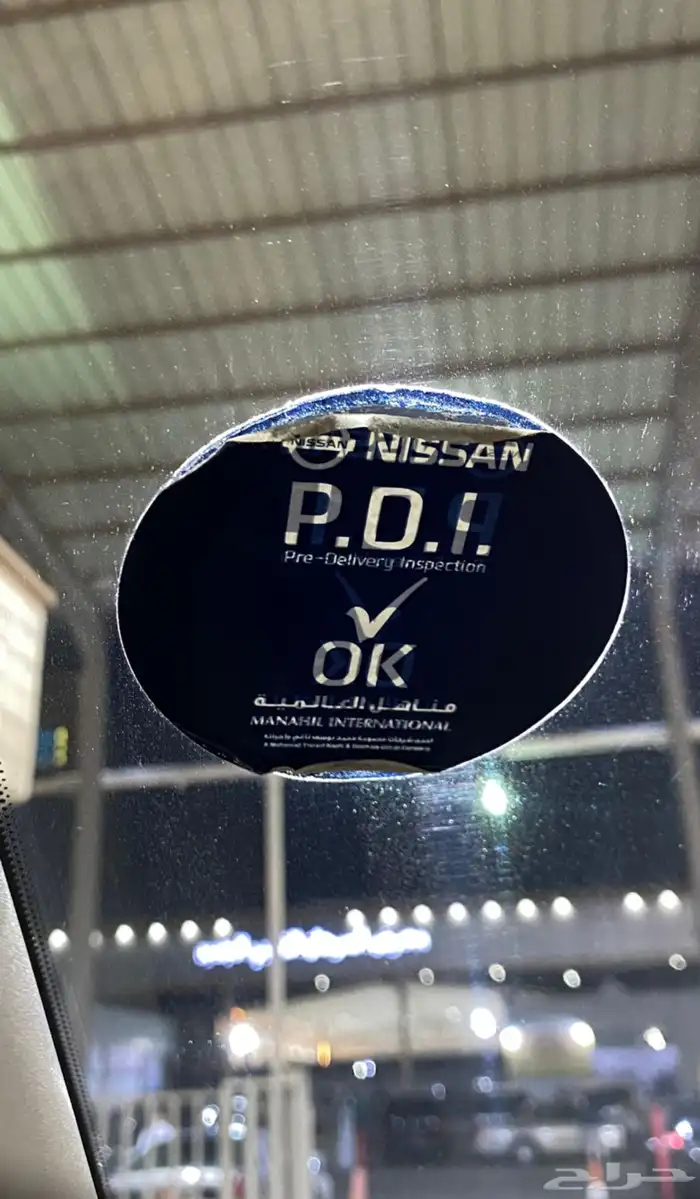 NISSAN NISSAN
P.D.I.
Pre-Delivery Inspection
OK
مناهل العالمية
MANAHIL INTERNATIONAL
حراج